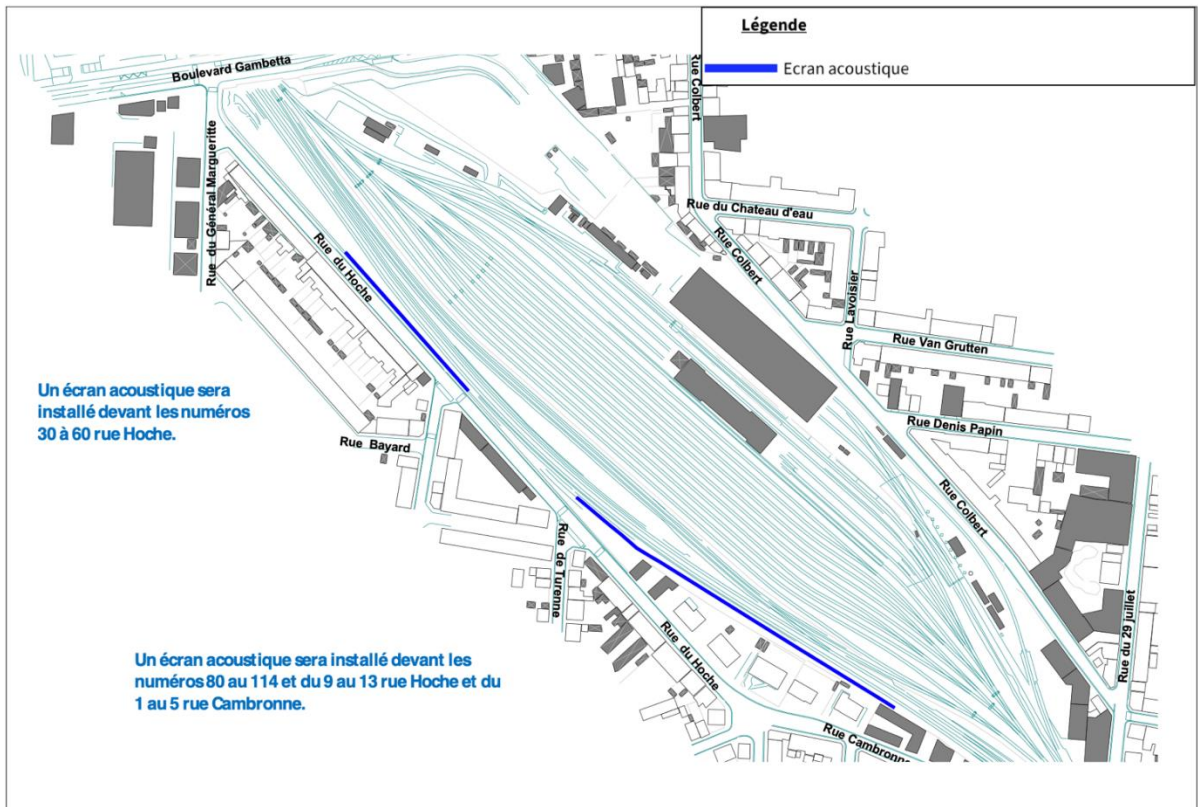 Légende
Ecran acoustique
Boulevard Gambetta
Rue Colbert
Rue du Général Margueritte
Rue du Chateau d'eau
Rue du Hoche
Rue Colbert
Rue Lavoisier
Rue Van Grutten
Un écran acoustique sera
installé devant les numéros
30 à 60 rue Hoche.
Rue Bayard
Rue Denis Papin
Rue Colbert
Rue de Turenne
Rue du Hoche
Rue du 29 juillet
Un écran acoustique sera installé devant les
numéros 80 au 114 et du 9 au 13 rue Hoche et du
1 au 5 rue Cambronne.
Rue Cambronne